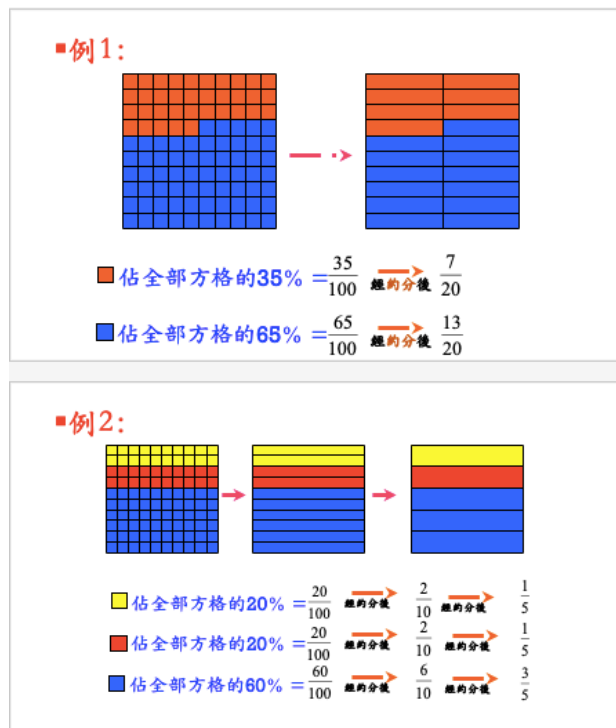 ▪例1:
佔全部方格的35% = 35/100 經約分後 7/20
佔全部方格的65% = 65/100 經約分後 13/20
▪例2:
佔全部方格的20% = 20/100 經約分後 2/10 經約分後 1/5
佔全部方格的20% = 20/100 經約分後 2/10 經約分後 1/5
佔全部方格的60% = 60/100 經約分後 6/10 經約分後 3/5